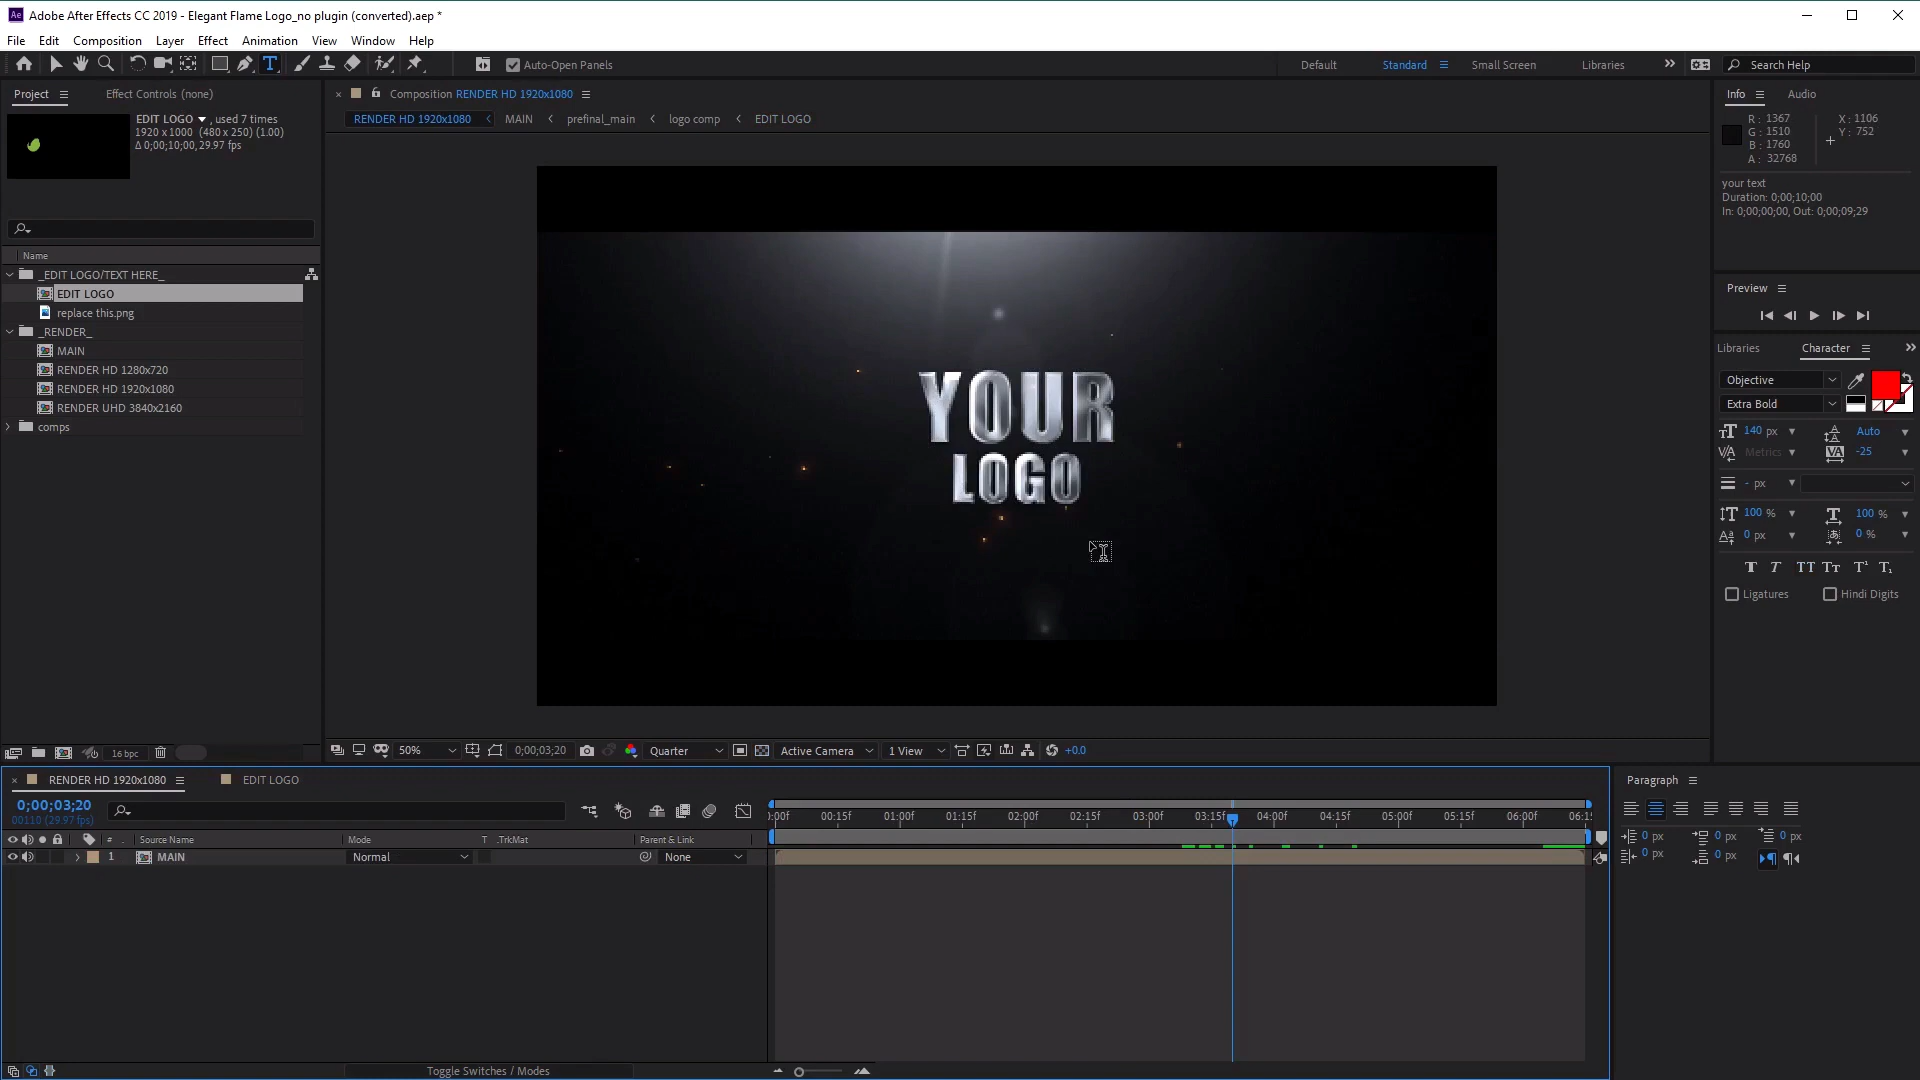 Adobe After Effects CC 2019 - Elegant Flame Logo_no plugin (converted).aep *
File Edit Composition Layer Effect Animation View Window Help
Auto-Open Panels Default Standard Small Screen Libraries Search Help
Project Effect Controls (none)
EDIT LOGO , used 7 times
1920 x 1000 (480 x 250) (1.00)
Δ 0;00;10;00, 29.97 fps
Name
_EDIT LOGO/TEXT HERE_
EDIT LOGO
replace this.png
_RENDER_
MAIN
RENDER HD 1280x720
RENDER HD 1920x1080
RENDER UHD 3840x2160
comps
16 bpc
Composition RENDER HD 1920x1080
RENDER HD 1920x1080 MAIN prefinal_main logo comp EDIT LOGO
YOUR
LOGO
50% 0;00;03;20 Quarter Active Camera 1 View +0.0
Info Audio
R : 1367 X : 1106
G : 1510 Y : 752
B : 1760
A : 32768
your text
Duration: 0;00;10;00
In: 0;00;00;00, Out: 0;00;09;29
Preview
Libraries Character
Objective
Extra Bold
140 px Auto
Metrics -25
- px
100 % 100 %
0 px 0 %
T T TT TT T¹ T₁
Ligatures Hindi Digits
RENDER HD 1920x1080 EDIT LOGO
0;00;03;20
00110 (29.97 fps)
# Source Name Mode T .TrkMat Parent & Link
1 MAIN Normal None
:00f 00:15f 01:00f 01:15f 02:00f 02:15f 03:00f 03:15f 04:00f 04:15f 05:00f 05:15f 06:00f 06:1
Toggle Switches / Modes
Paragraph
0 px 0 px 0 px
0 px 0 px